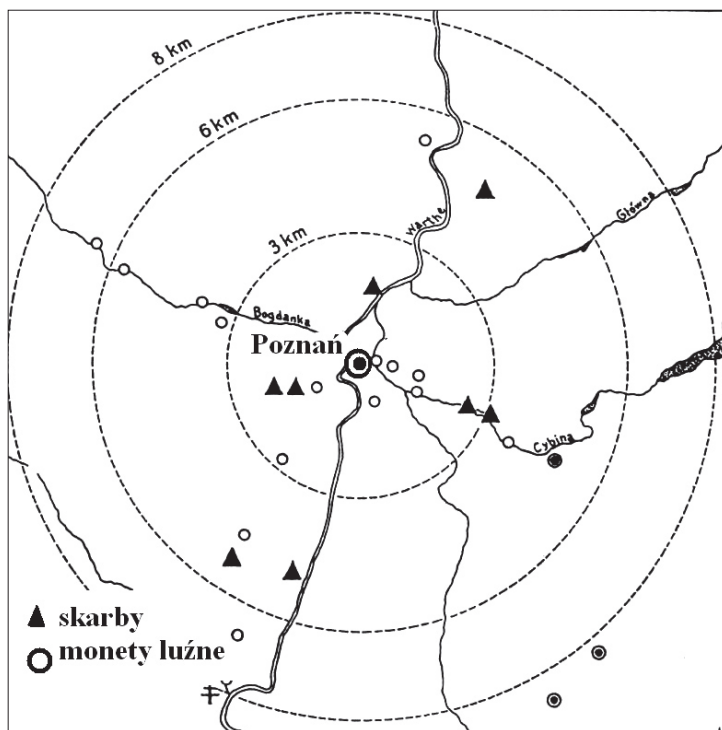 8 km
6 km
3 km
Warthe
Główna
Bogdanka
Poznań
Cybina
skarby
monety luźne